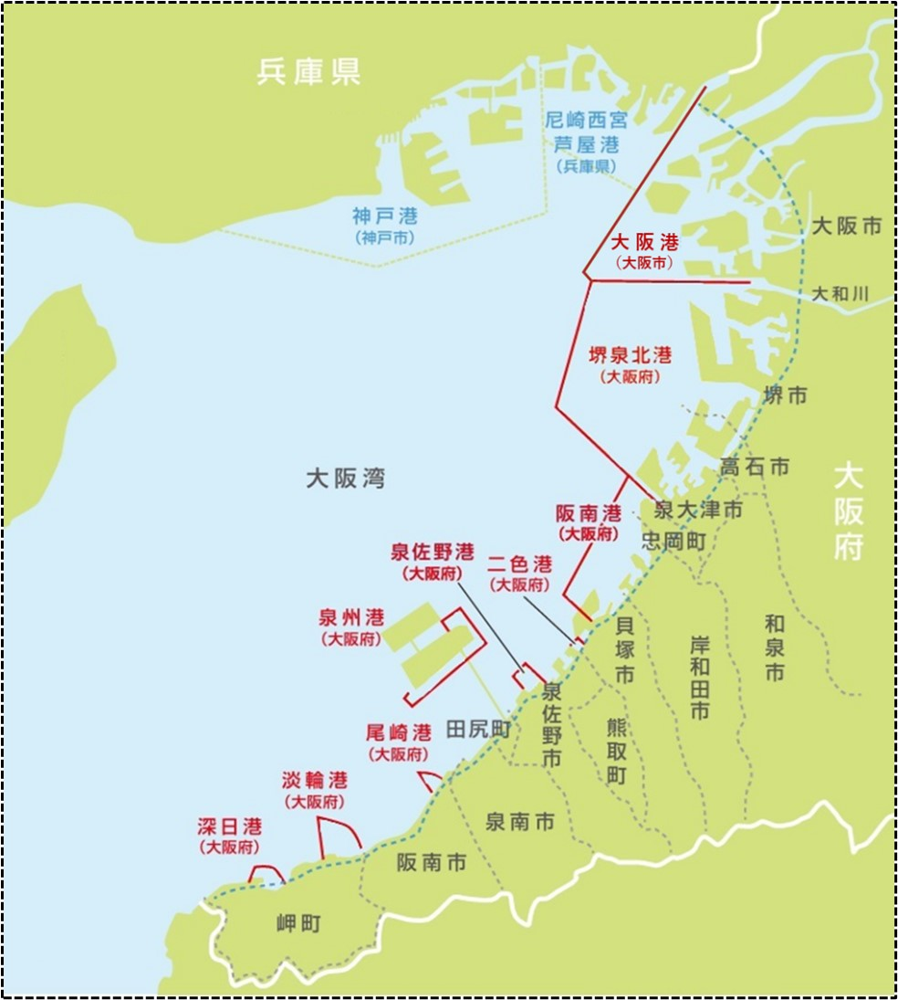 兵庫県
尼崎西宮
芦屋港
(兵庫県)
神戸港
(神戸市)
大阪港
(大阪市)
大阪市
大和川
堺泉北港
(大阪府)
堺市
高石市
大阪湾
大阪府
泉大津市
忠岡町
阪南港
(大阪府)
泉佐野港
(大阪府)
二色港
(大阪府)
泉州港
(大阪府)
貝塚市
岸和田市
和泉市
泉佐野市
熊取町
田尻町
尾崎港
(大阪府)
淡輪港
(大阪府)
深日港
(大阪府)
泉南市
阪南市
岬町